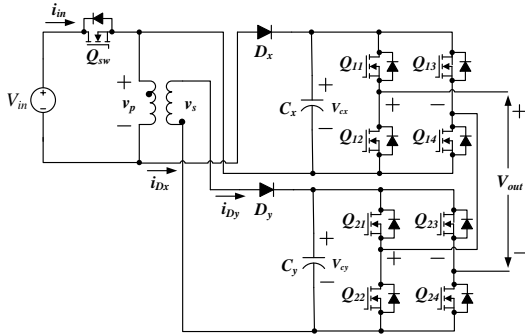 i_in
Q_sw
D_x
Q_11
Q_13
+
+
+
+
−
+
V_in
v_p
v_s
C_x
V_cx
−
−
Q_12
Q_14
i_Dx
V_out
i_Dy
D_y
Q_21
Q_23
+
C_y
V_cy
+
−
−
−
Q_22
Q_24